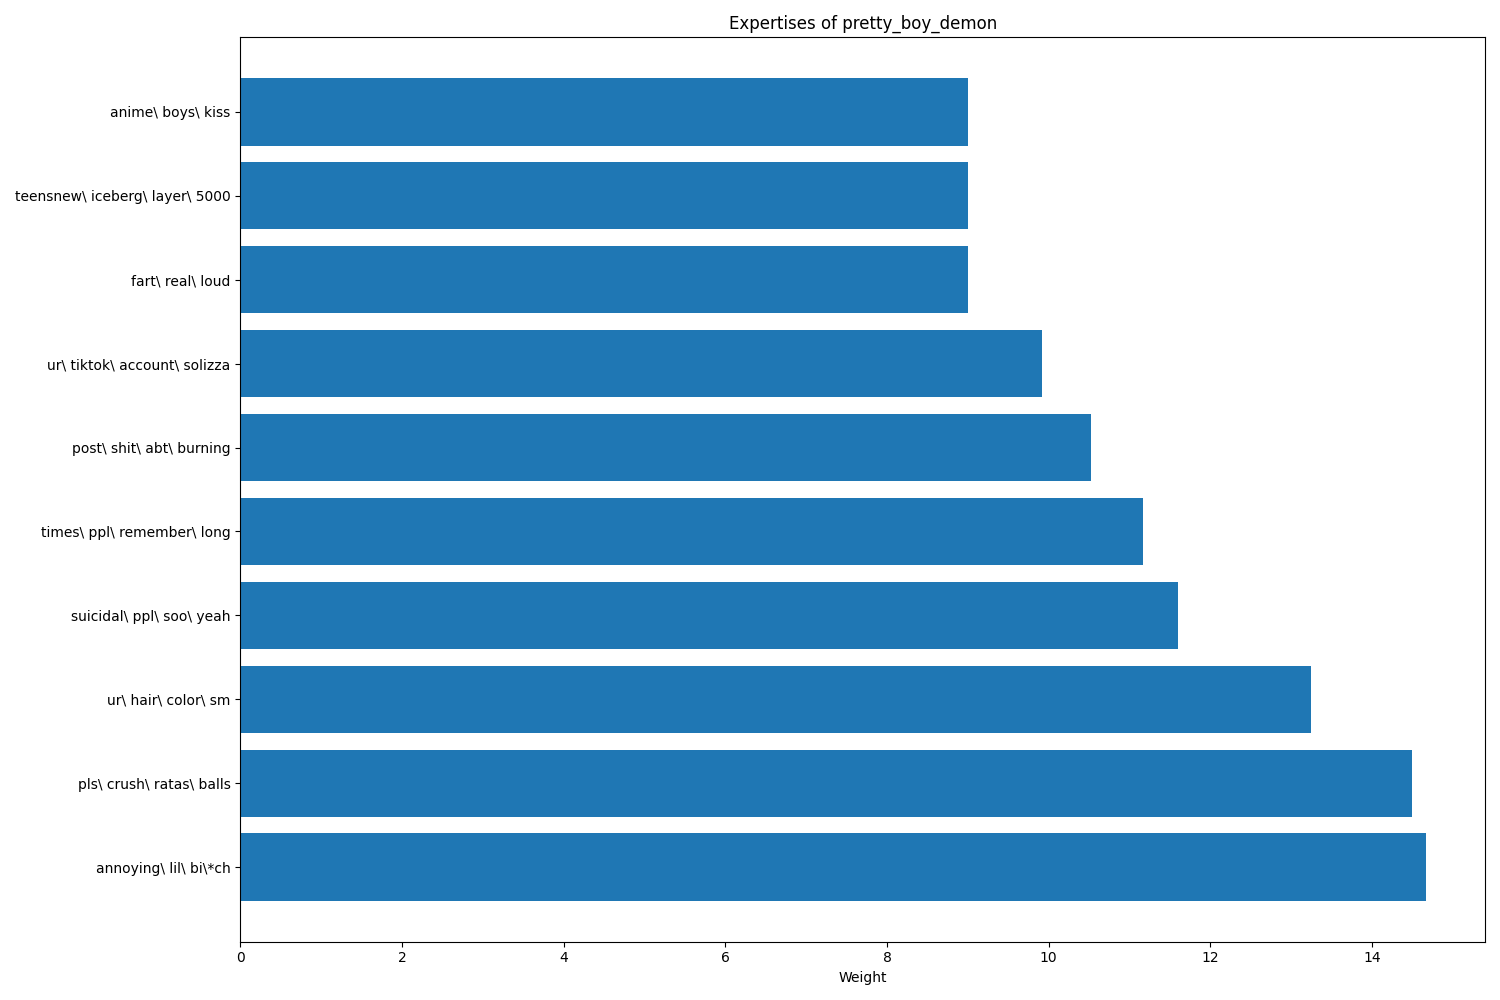 Expertises of pretty_boy_demon
anime\ boys\ kiss
teensnew\ iceberg\ layer\ 5000
fart\ real\ loud
ur\ tiktok\ account\ solizza
post\ shit\ abt\ burning
times\ ppl\ remember\ long
suicidal\ ppl\ soo\ yeah
ur\ hair\ color\ sm
pls\ crush\ ratas\ balls
annoying\ lil\ bi\*ch
0 2 4 6 8 10 12 14
Weight